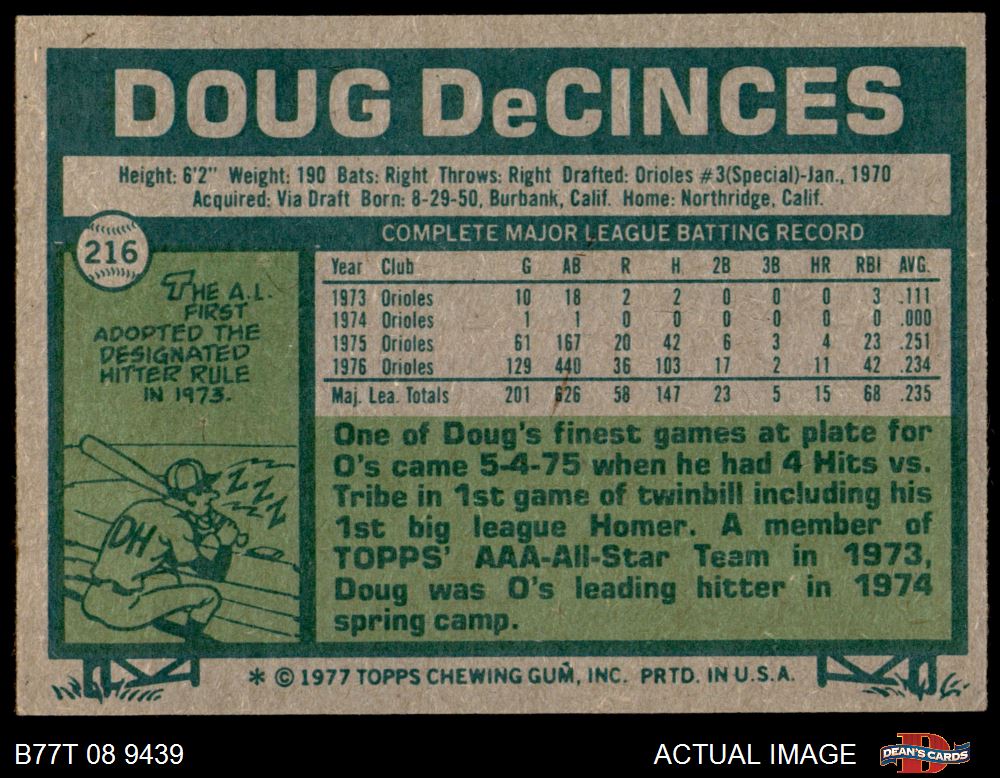 DOUG DeCINCES
Height: 6'2" Weight: 190 Bats: Right Throws: Right Drafted: Orioles #3(Special)-Jan., 1970
Acquired: Via Draft Born: 8-29-50, Burbank, Calif. Home: Northridge, Calif.
216
THE A.L.
FIRST
ADOPTED THE
DESIGNATED
HITTER RULE
IN 1973.
ZZZZ
DH
COMPLETE MAJOR LEAGUE BATTING RECORD
Year Club G AB R H 2B 3B HR RBI AVG.
1973 Orioles 10 18 2 2 0 0 0 3 .111
1974 Orioles 1 1 0 0 0 0 0 0 .000
1975 Orioles 61 167 20 42 6 3 4 23 .251
1976 Orioles 129 440 36 103 17 2 11 42 .234
Maj. Lea. Totals 201 626 58 147 23 5 15 68 .235
One of Doug's finest games at plate for
O's came 5-4-75 when he had 4 Hits vs.
Tribe in 1st game of twinbill including his
1st big league Homer. A member of
TOPPS' AAA-All-Star Team in 1973,
Doug was O's leading hitter in 1974
spring camp.
* © 1977 TOPPS CHEWING GUM, INC. PRTD. IN U.S.A.
B77T 08 9439
ACTUAL IMAGE
D
DEAN'S CARDS